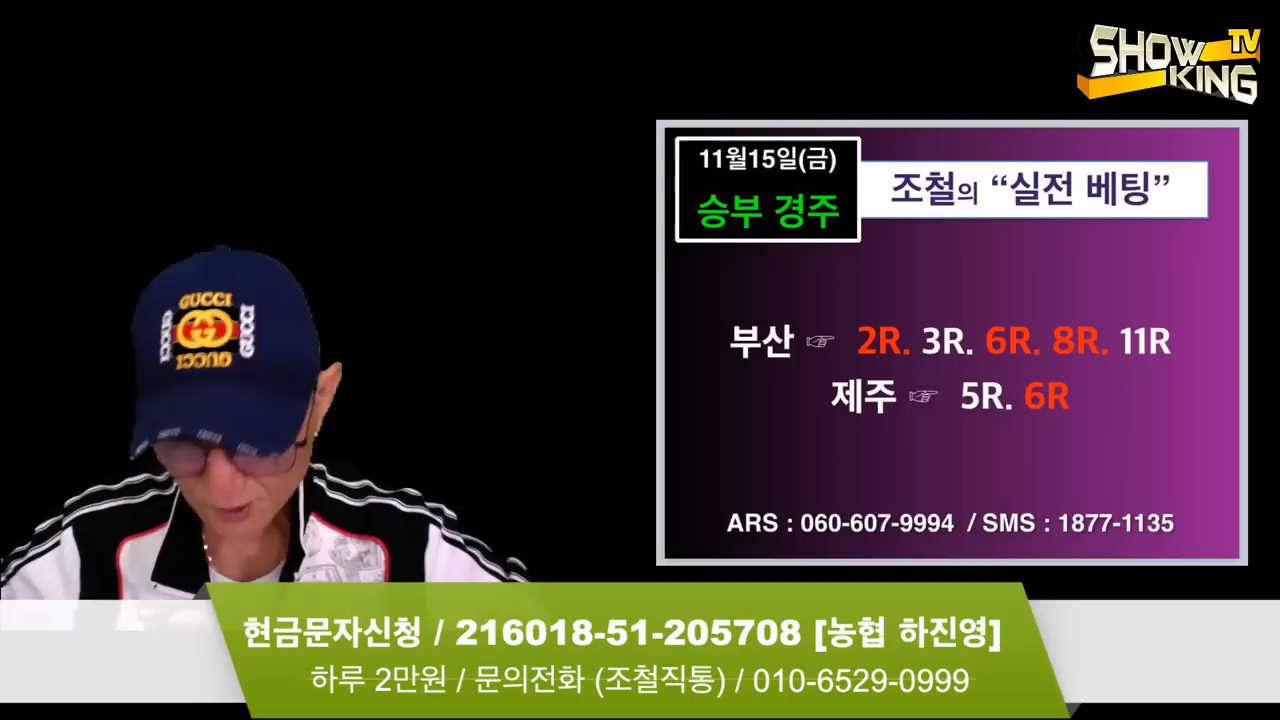 SHOW TV
KING
11월15일(금)
승부 경주
조철의 “실전 베팅”
부산 ☞ 2R. 3R. 6R. 8R. 11R
제주 ☞ 5R. 6R
ARS : 060-607-9994 / SMS : 1877-1135
GUCCI
GUCCI
GUCCI
GUCCI
현금문자신청 / 216018-51-205708 [농협 하진영]
하루 2만원 / 문의전화 (조철직통) / 010-6529-0999